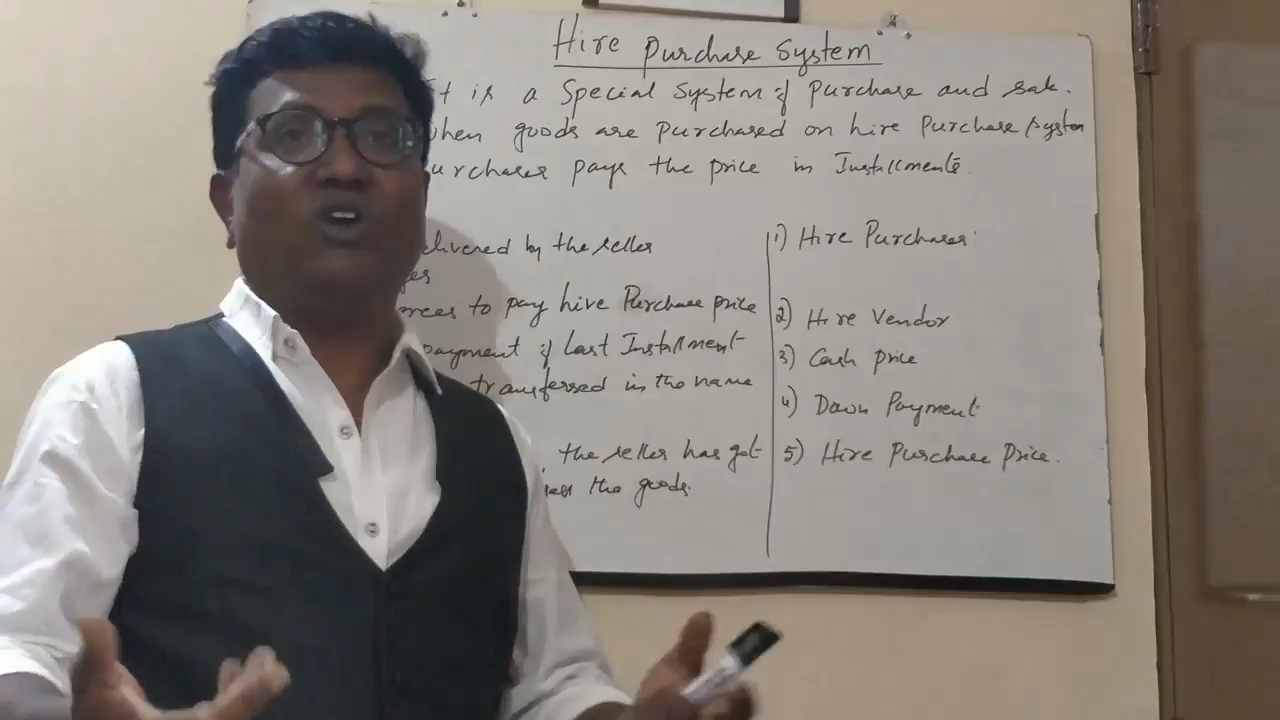 Hire Purchase System
It is a Special System of Purchase and sale.
when goods are purchased on hire Purchase system
urchaser pays the price in Installments
elivered by the seller
rees to pay hire Purchase price
payment of Last Installment
transferred in the name
the seller has got
the goods.
1) Hire Purchaser:
2) Hire Vendor
3) Cash price
4) Down Payment
5) Hire Purchase Price.